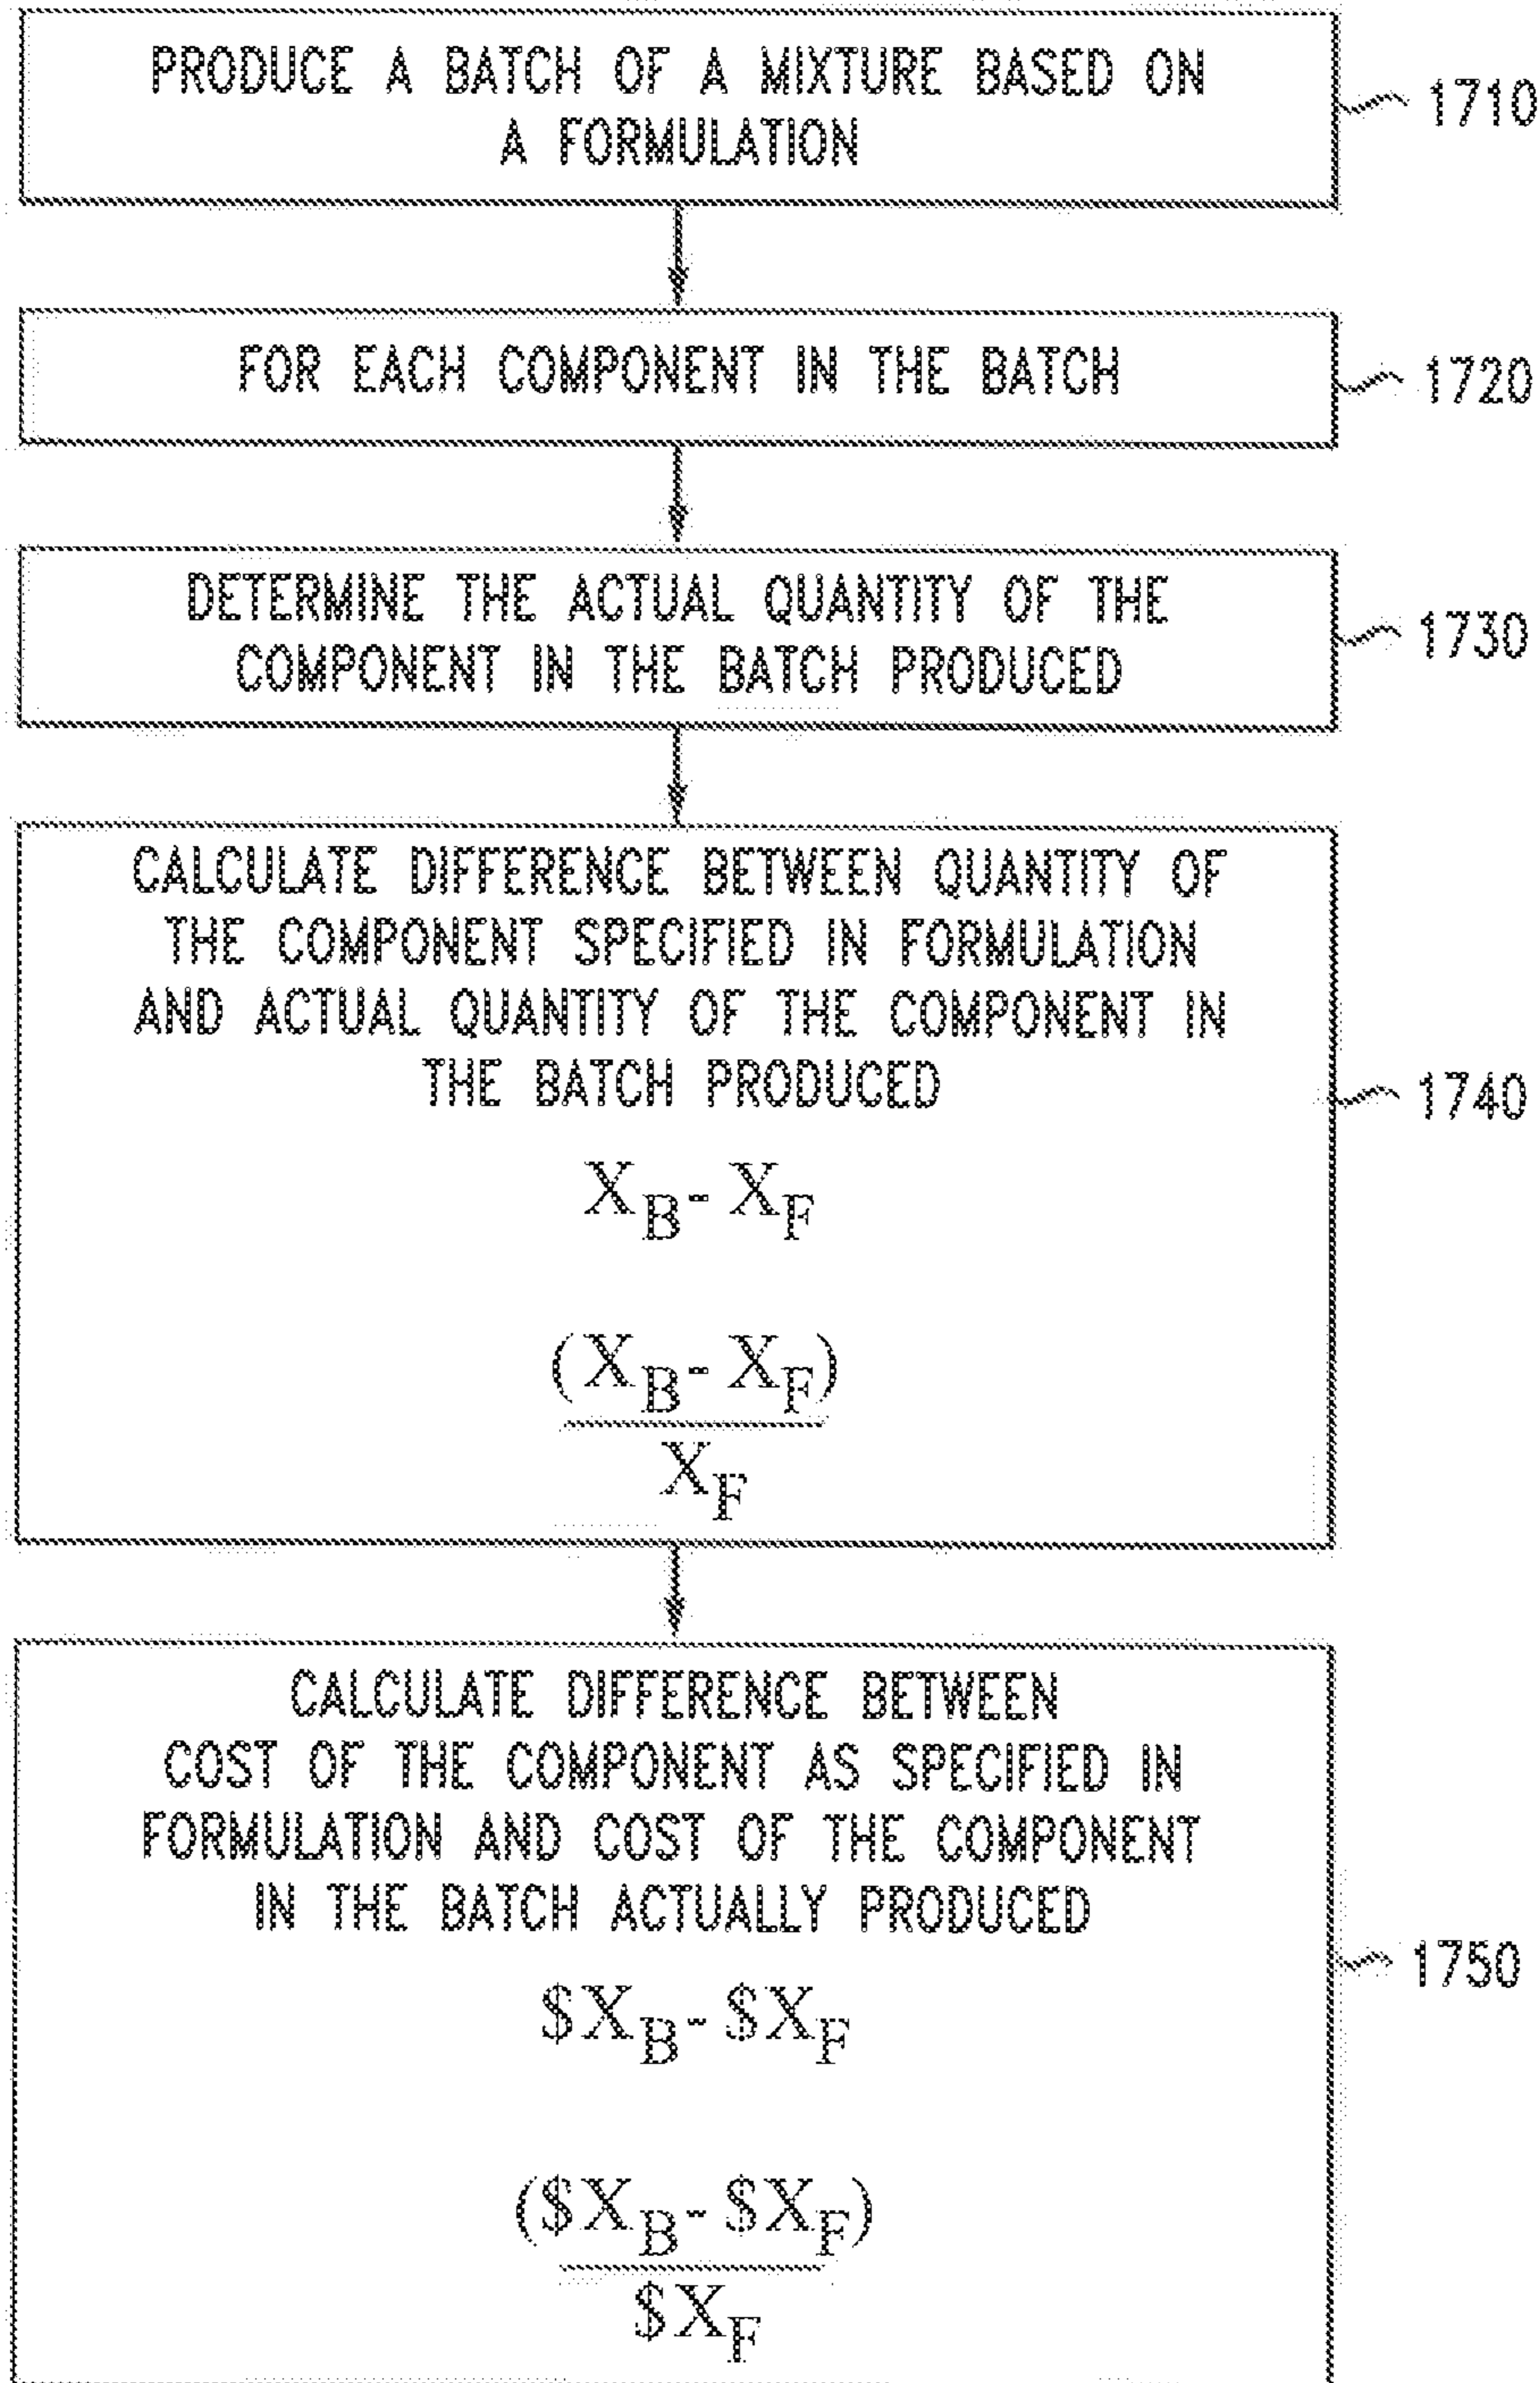 PRODUCE A BATCH OF A MIXTURE BASED ON
A FORMULATION
1710
FOR EACH COMPONENT IN THE BATCH
1720
DETERMINE THE ACTUAL QUANTITY OF THE
COMPONENT IN THE BATCH PRODUCED
1730
CALCULATE DIFFERENCE BETWEEN QUANTITY OF
THE COMPONENT SPECIFIED IN FORMULATION
AND ACTUAL QUANTITY OF THE COMPONENT IN
THE BATCH PRODUCED
1740
X_B - X_F
(X_B - X_F)
X_F
CALCULATE DIFFERENCE BETWEEN
COST OF THE COMPONENT AS SPECIFIED IN
FORMULATION AND COST OF THE COMPONENT
IN THE BATCH ACTUALLY PRODUCED
1750
$X_B - $X_F
($X_B - $X_F)
$X_F